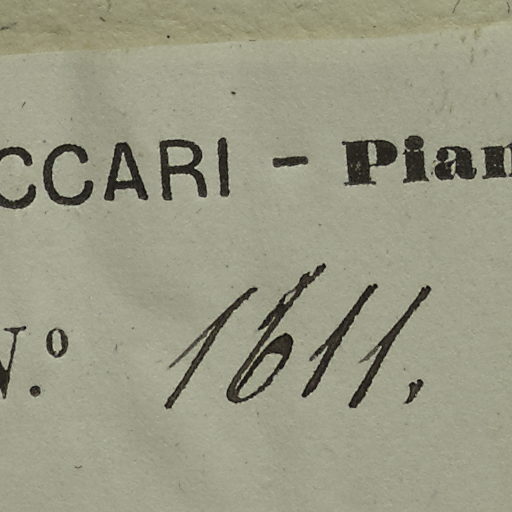 CCARI - Pian
N.º 1611.